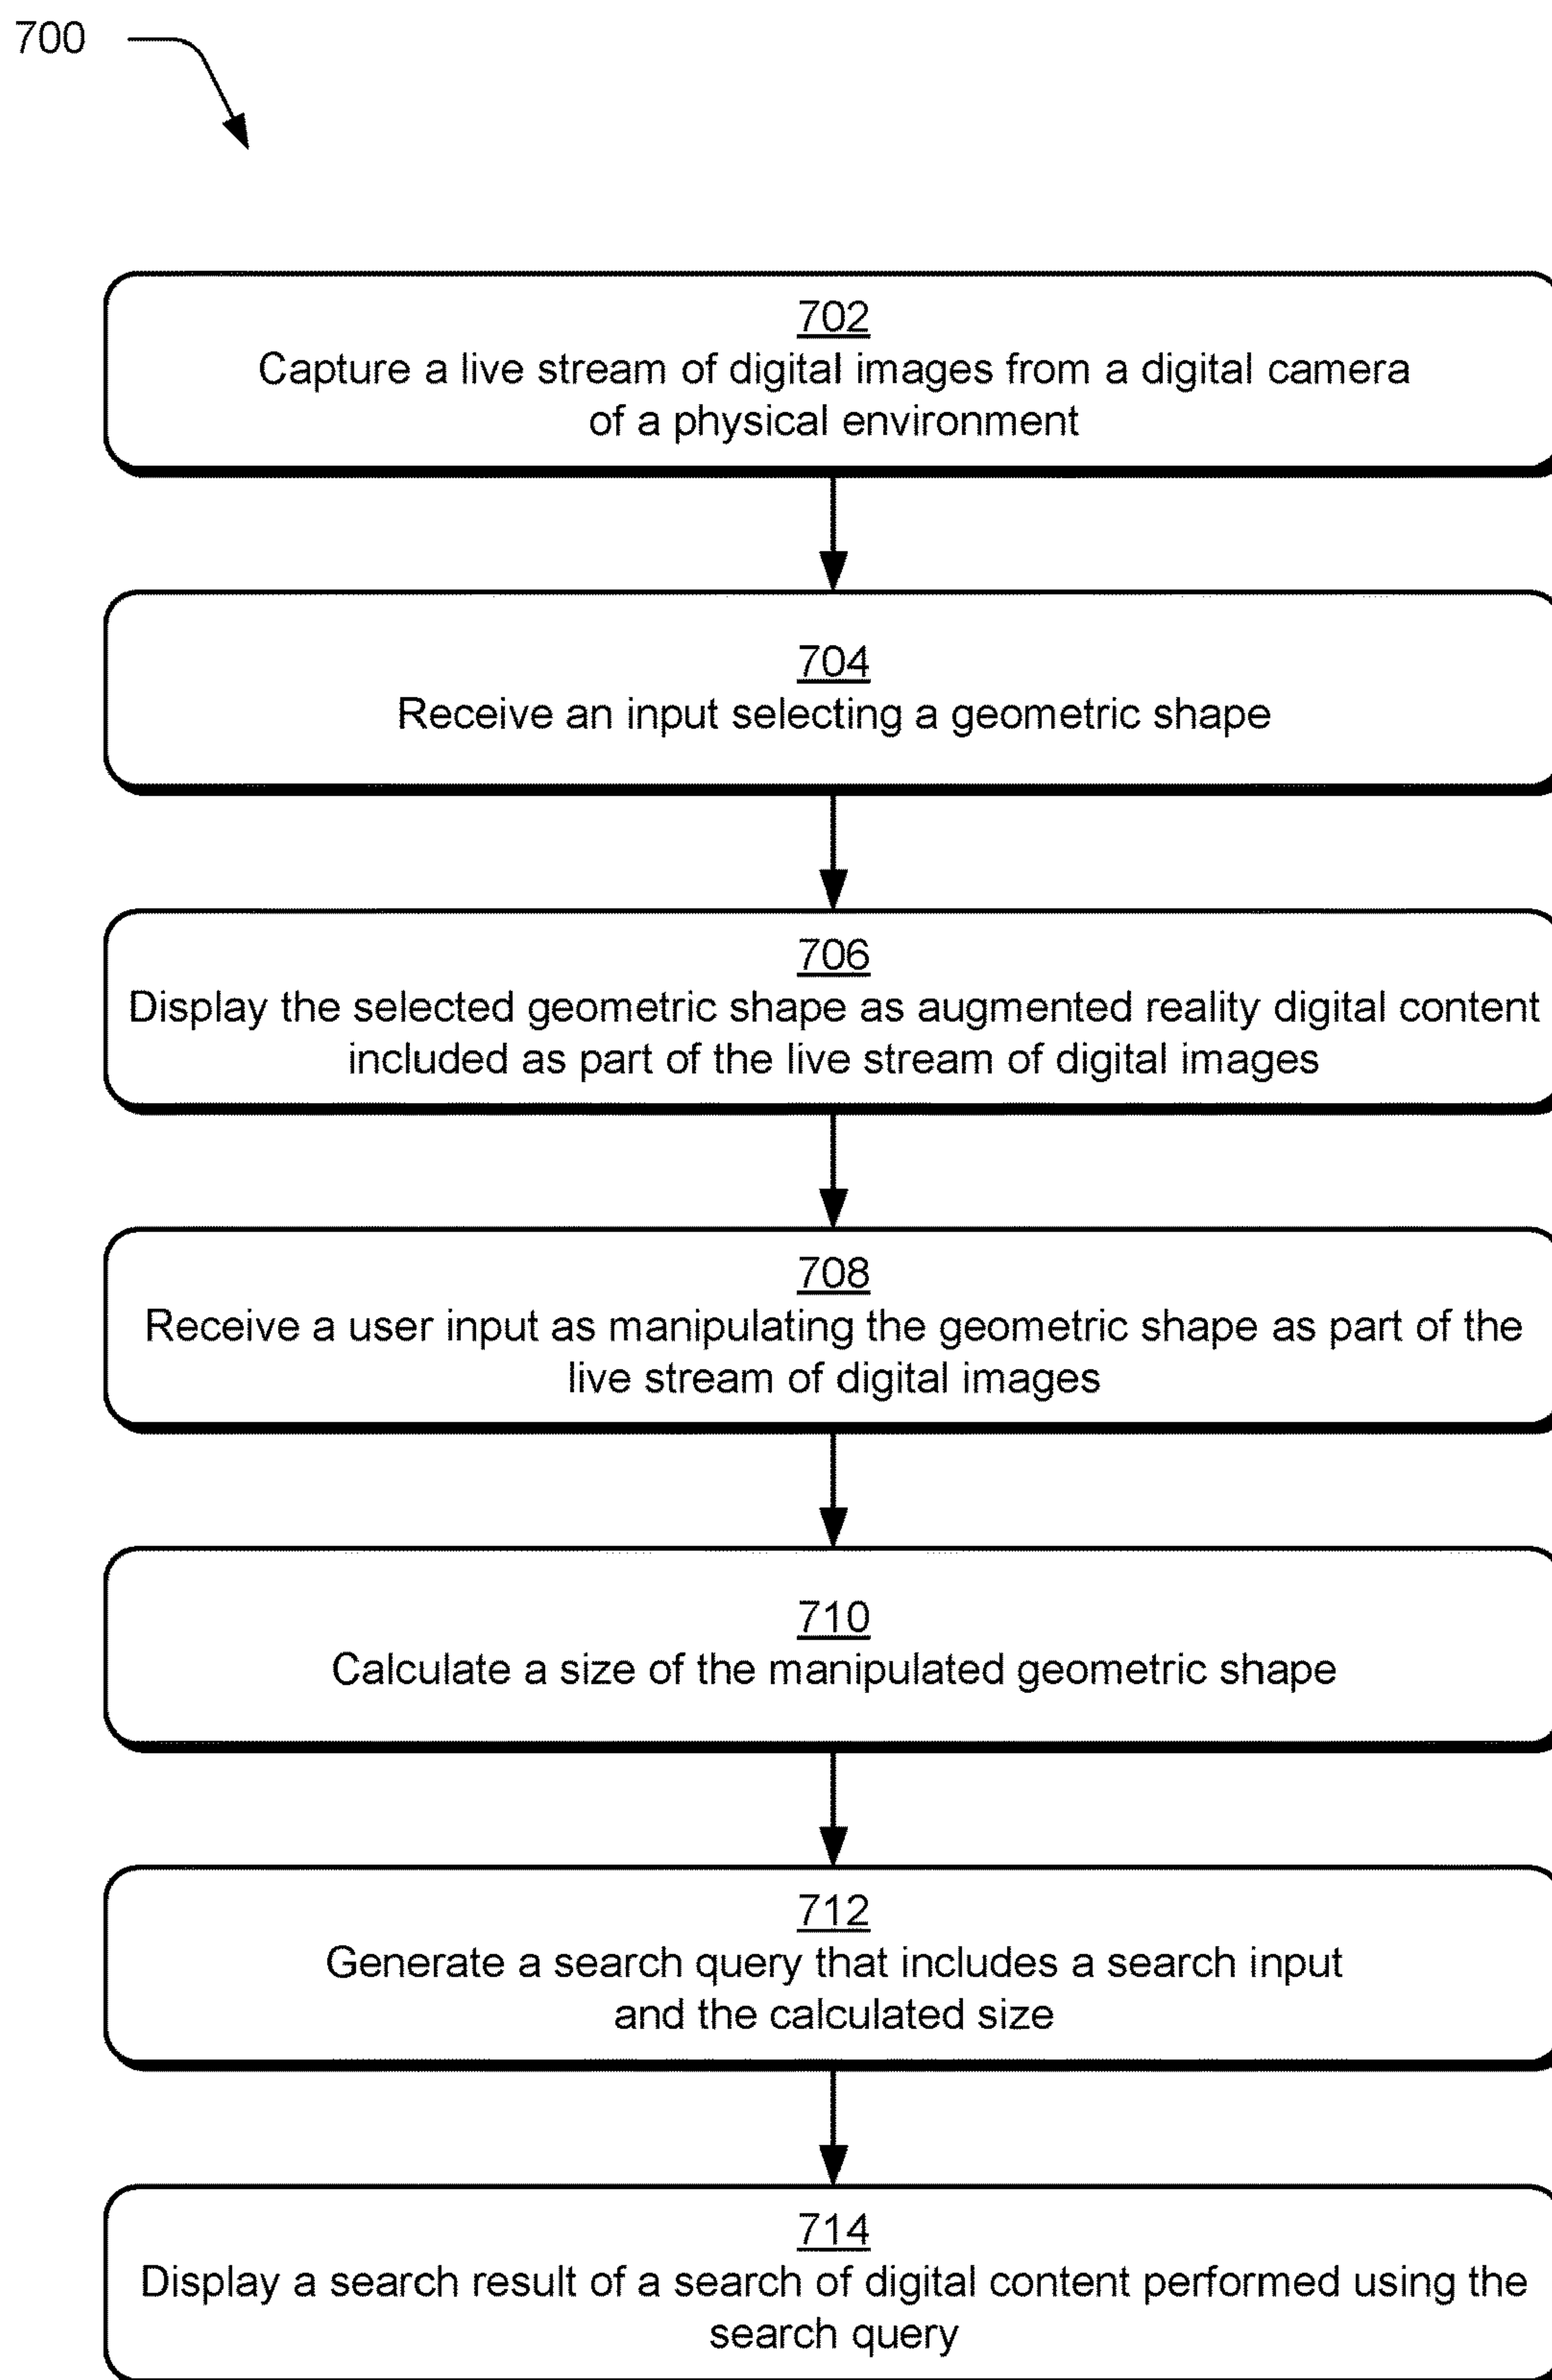 700
702
Capture a live stream of digital images from a digital camera
of a physical environment
704
Receive an input selecting a geometric shape
706
Display the selected geometric shape as augmented reality digital content
included as part of the live stream of digital images
708
Receive a user input as manipulating the geometric shape as part of the
live stream of digital images
710
Calculate a size of the manipulated geometric shape
712
Generate a search query that includes a search input
and the calculated size
714
Display a search result of a search of digital content performed using the
search query